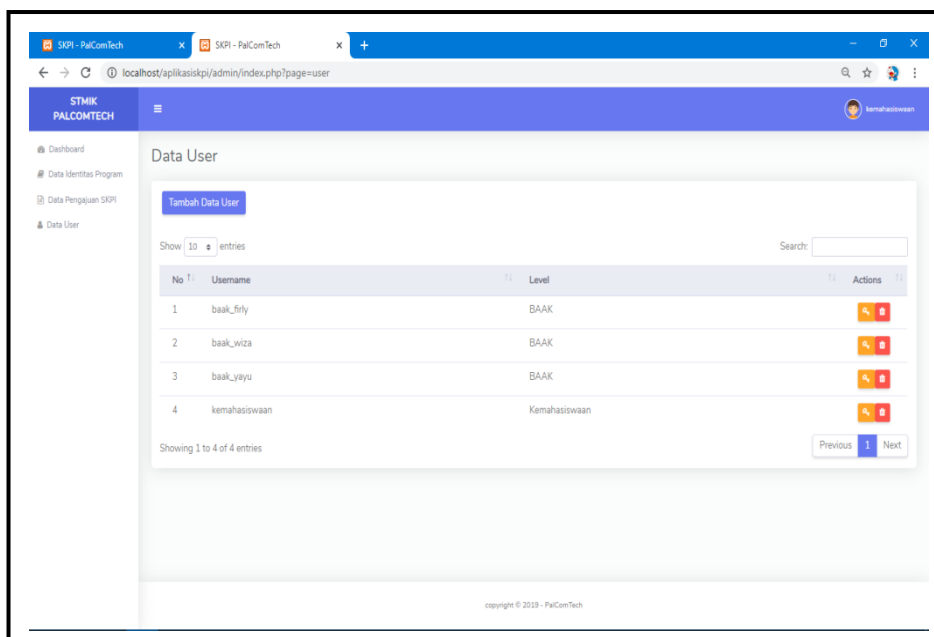 SKPI - PalComTech
SKPI - PalComTech
localhost/aplikasiskpi/admin/index.php?page=user
STMIK
PALCOMTECH
kemahasiswaan
Dashboard
Data Identitas Program
Data Pengajuan SKPI
Data User
Data User
Tambah Data User
Show 10 entries
Search:
No Username Level Actions
1 baak_firly BAAK
2 baak_wiza BAAK
3 baak_yayu BAAK
4 kemahasiswaan Kemahasiswaan
Showing 1 to 4 of 4 entries
Previous 1 Next
copyright © 2019 - PalComTech